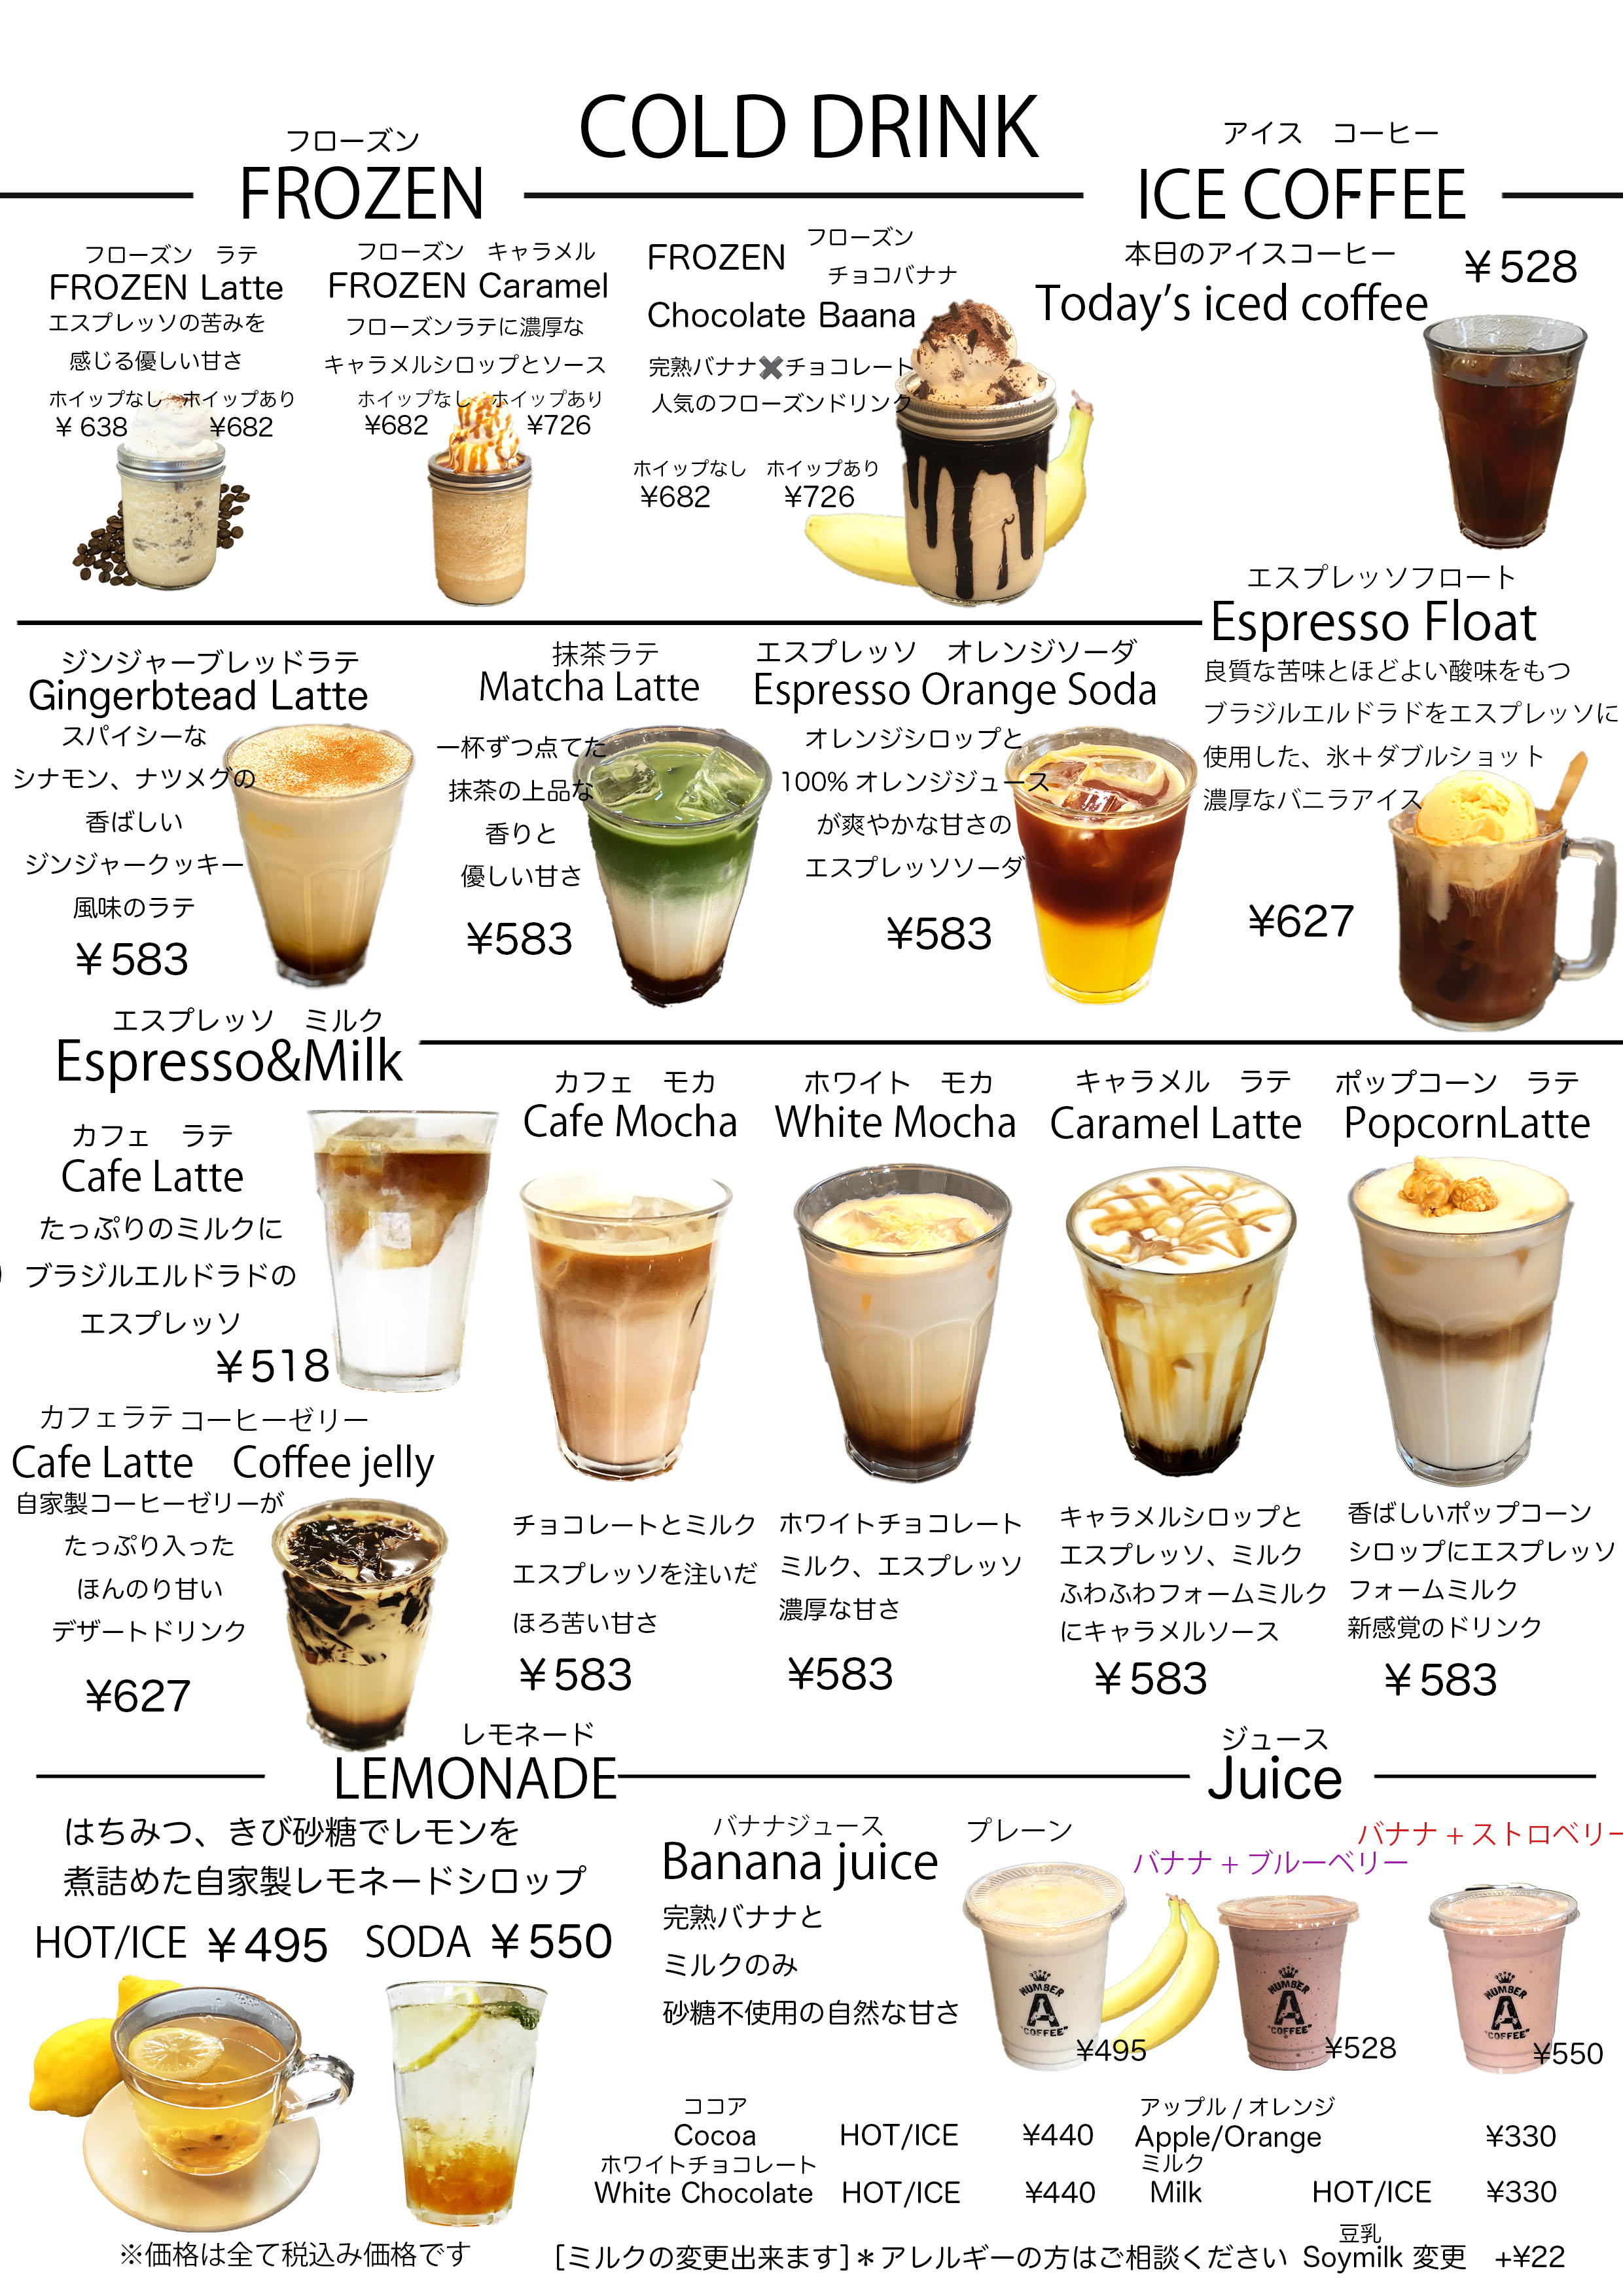 COLD DRINK
フローズン
FROZEN
フローズン　ラテ
FROZEN Latte
エスプレッソの苦みを
感じる優しい甘さ
ホイップなし　ホイップあり
¥ 638　¥682
フローズン　キャラメル
FROZEN Caramel
フローズンラテに濃厚な
キャラメルシロップとソース
ホイップなし　ホイップあり
¥682　¥726
フローズン
FROZEN
チョコバナナ
Chocolate Baana
完熟バナナ✖チョコレート
人気のフローズンドリンク
ホイップなし　ホイップあり
¥682　¥726
アイス　コーヒー
ICE COFFEE
本日のアイスコーヒー
¥528
Today's iced coffee
エスプレッソフロート
Espresso Float
良質な苦味とほどよい酸味をもつ
ブラジルエルドラドをエスプレッソに
使用した、氷＋ダブルショット
濃厚なバニラアイス
¥627
ジンジャーブレッドラテ
Gingerbtead Latte
スパイシーな
シナモン、ナツメグの
香ばしい
ジンジャークッキー
風味のラテ
¥583
抹茶ラテ
Matcha Latte
一杯ずつ点てた
抹茶の上品な
香りと
優しい甘さ
¥583
エスプレッソ　オレンジソーダ
Espresso Orange Soda
オレンジシロップと
100% オレンジジュース
が爽やかな甘さの
エスプレッソソーダ
¥583
エスプレッソ　ミルク
Espresso&Milk
カフェ　ラテ
Cafe Latte
たっぷりのミルクに
ブラジルエルドラドの
エスプレッソ
¥518
カフェラテ コーヒーゼリー
Cafe Latte　Coffee jelly
自家製コーヒーゼリーが
たっぷり入った
ほんのり甘い
デザートドリンク
¥627
カフェ　モカ
Cafe Mocha
チョコレートとミルク
エスプレッソを注いだ
ほろ苦い甘さ
¥583
ホワイト　モカ
White Mocha
ホワイトチョコレート
ミルク、エスプレッソ
濃厚な甘さ
¥583
キャラメル　ラテ
Caramel Latte
キャラメルシロップと
エスプレッソ、ミルク
ふわふわフォームミルク
にキャラメルソース
¥583
ポップコーン　ラテ
PopcornLatte
香ばしいポップコーン
シロップにエスプレッソ
フォームミルク
新感覚のドリンク
¥583
レモネード
LEMONADE
はちみつ、きび砂糖でレモンを
煮詰めた自家製レモネードシロップ
HOT/ICE ¥495　SODA ¥550
ジュース
Juice
バナナジュース
Banana juice
完熟バナナと
ミルクのみ
砂糖不使用の自然な甘さ
プレーン
バナナ + ブルーベリー
バナナ + ストロベリー
NUMBER
A
"COFFEE"
¥495
NUMBER
A
"COFFEE"
¥528
NUMBER
A
"COFFEE"
¥550
ココア
Cocoa　HOT/ICE　¥440
ホワイトチョコレート
White Chocolate　HOT/ICE　¥440
アップル / オレンジ
Apple/Orange　¥330
ミルク
Milk　HOT/ICE　¥330
※価格は全て税込み価格です
[ミルクの変更出来ます]＊アレルギーの方はご相談ください
豆乳
Soymilk 変更　+¥22